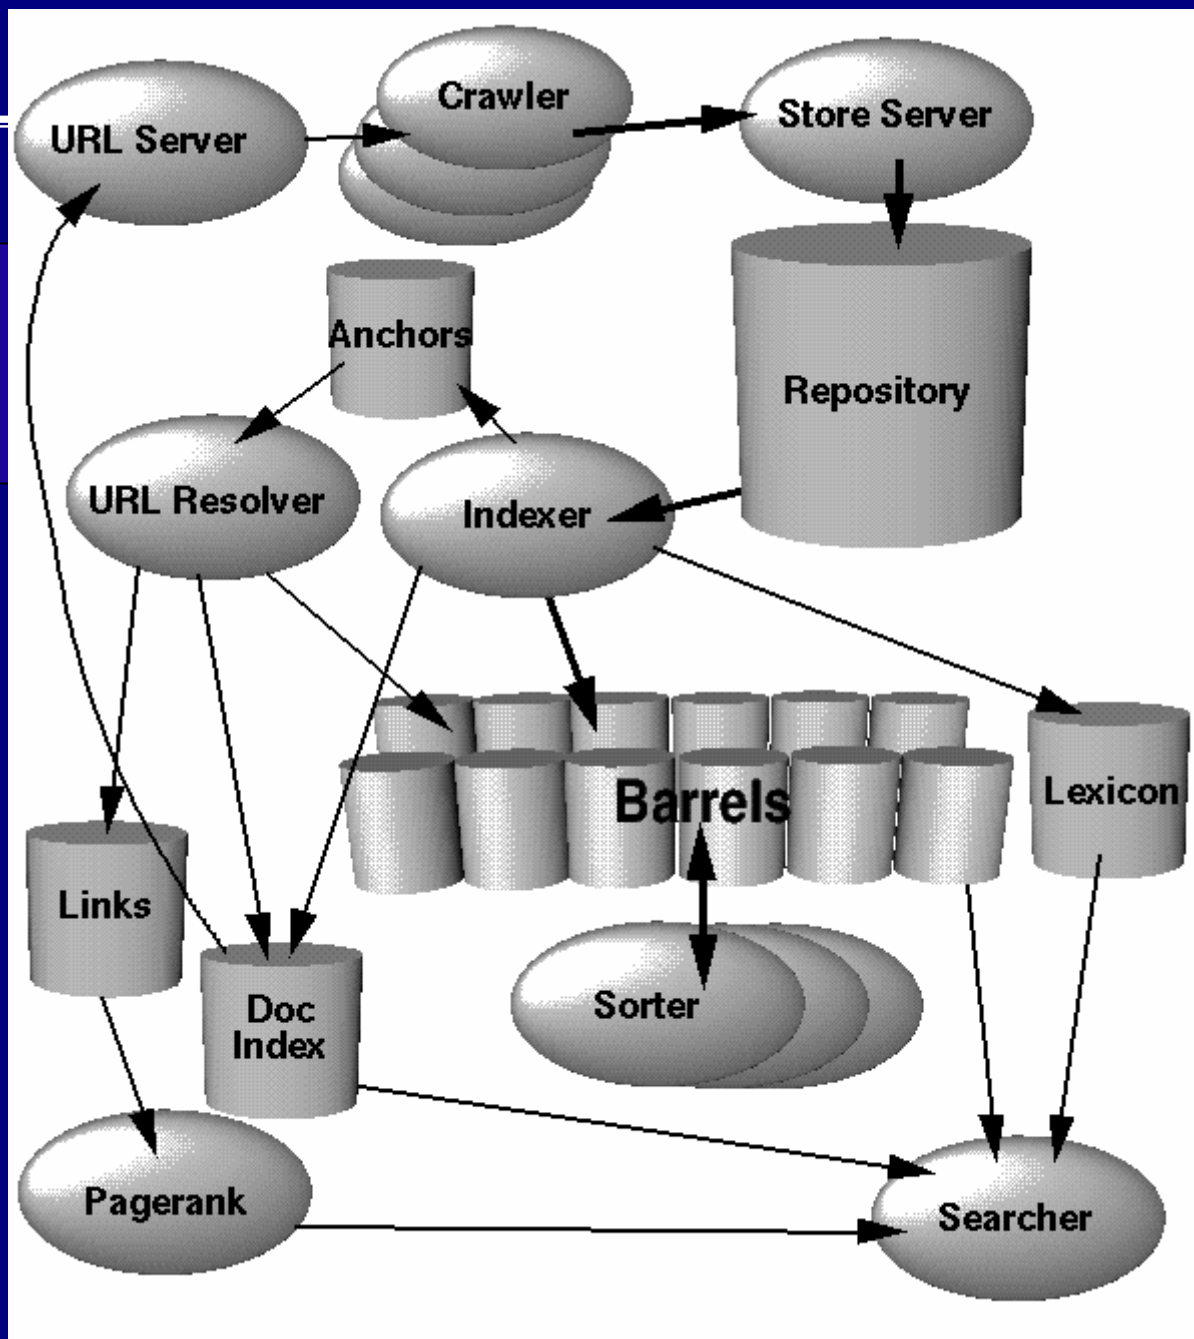 Crawler
Store Server
URL Server
Anchors
Repository
URL Resolver
Indexer
Barrels
Lexicon
Links
Doc
Index
Sorter
Pagerank
Searcher